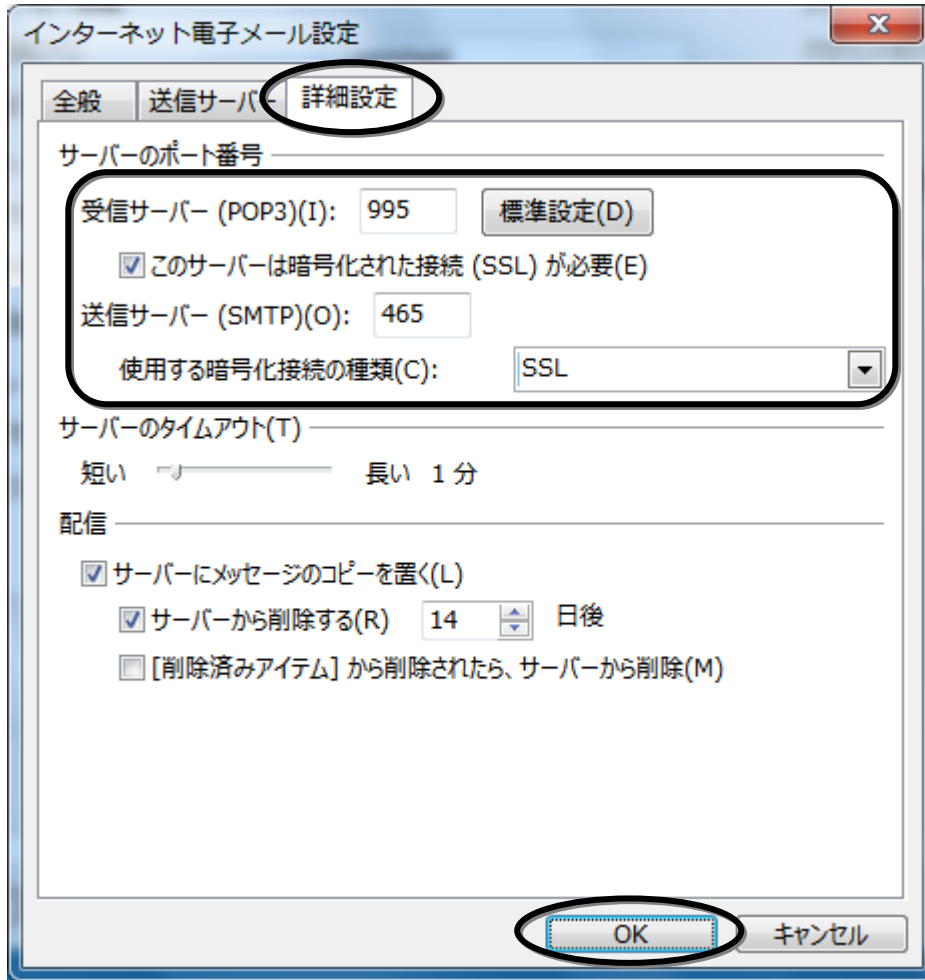 インターネット電子メール設定
全般 送信サーバー 詳細設定
サーバーのポート番号
受信サーバー (POP3)(I): 995 標準設定(D)
このサーバーは暗号化された接続 (SSL) が必要(E)
送信サーバー (SMTP)(O): 465
使用する暗号化接続の種類(C): SSL
サーバーのタイムアウト(T)
短い 長い 1 分
配信
サーバーにメッセージのコピーを置く(L)
サーバーから削除する(R) 14 日後
[削除済みアイテム] から削除されたら、サーバーから削除(M)
OK キャンセル